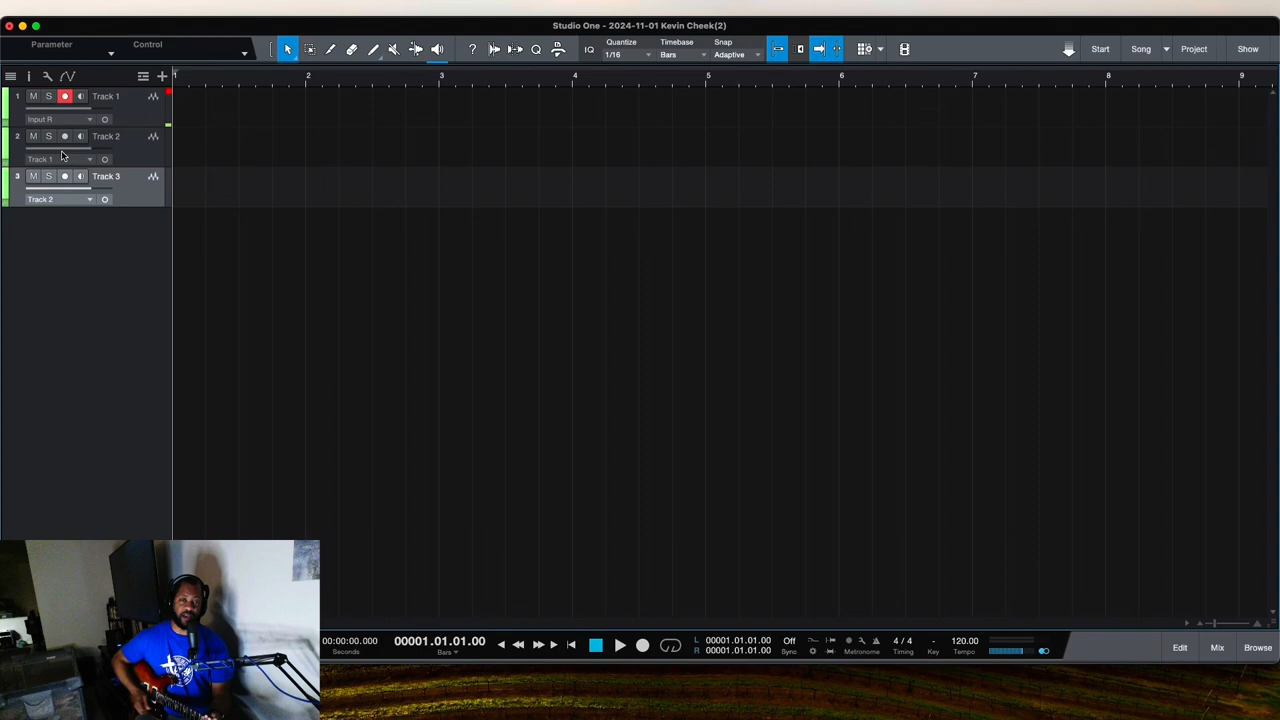 Studio One - 2024-11-01 Kevin Cheek(2)
Parameter
Control
IQ
Quantize
1/16
Timebase
Bars
Snap
Adaptive
Start
Song
Project
Show
1 2 3 4 5 6 7 8 9
1 M S Track 1
Input R
2 M S Track 2
Track 1
3 M S Track 3
Track 2
00:00:00.000
Seconds
00001.01.01.00
Bars
L 00001.01.01.00
R 00001.01.01.00
Off
Sync
Metronome
4 / 4
Timing
-
Key
120.00
Tempo
Edit
Mix
Browse